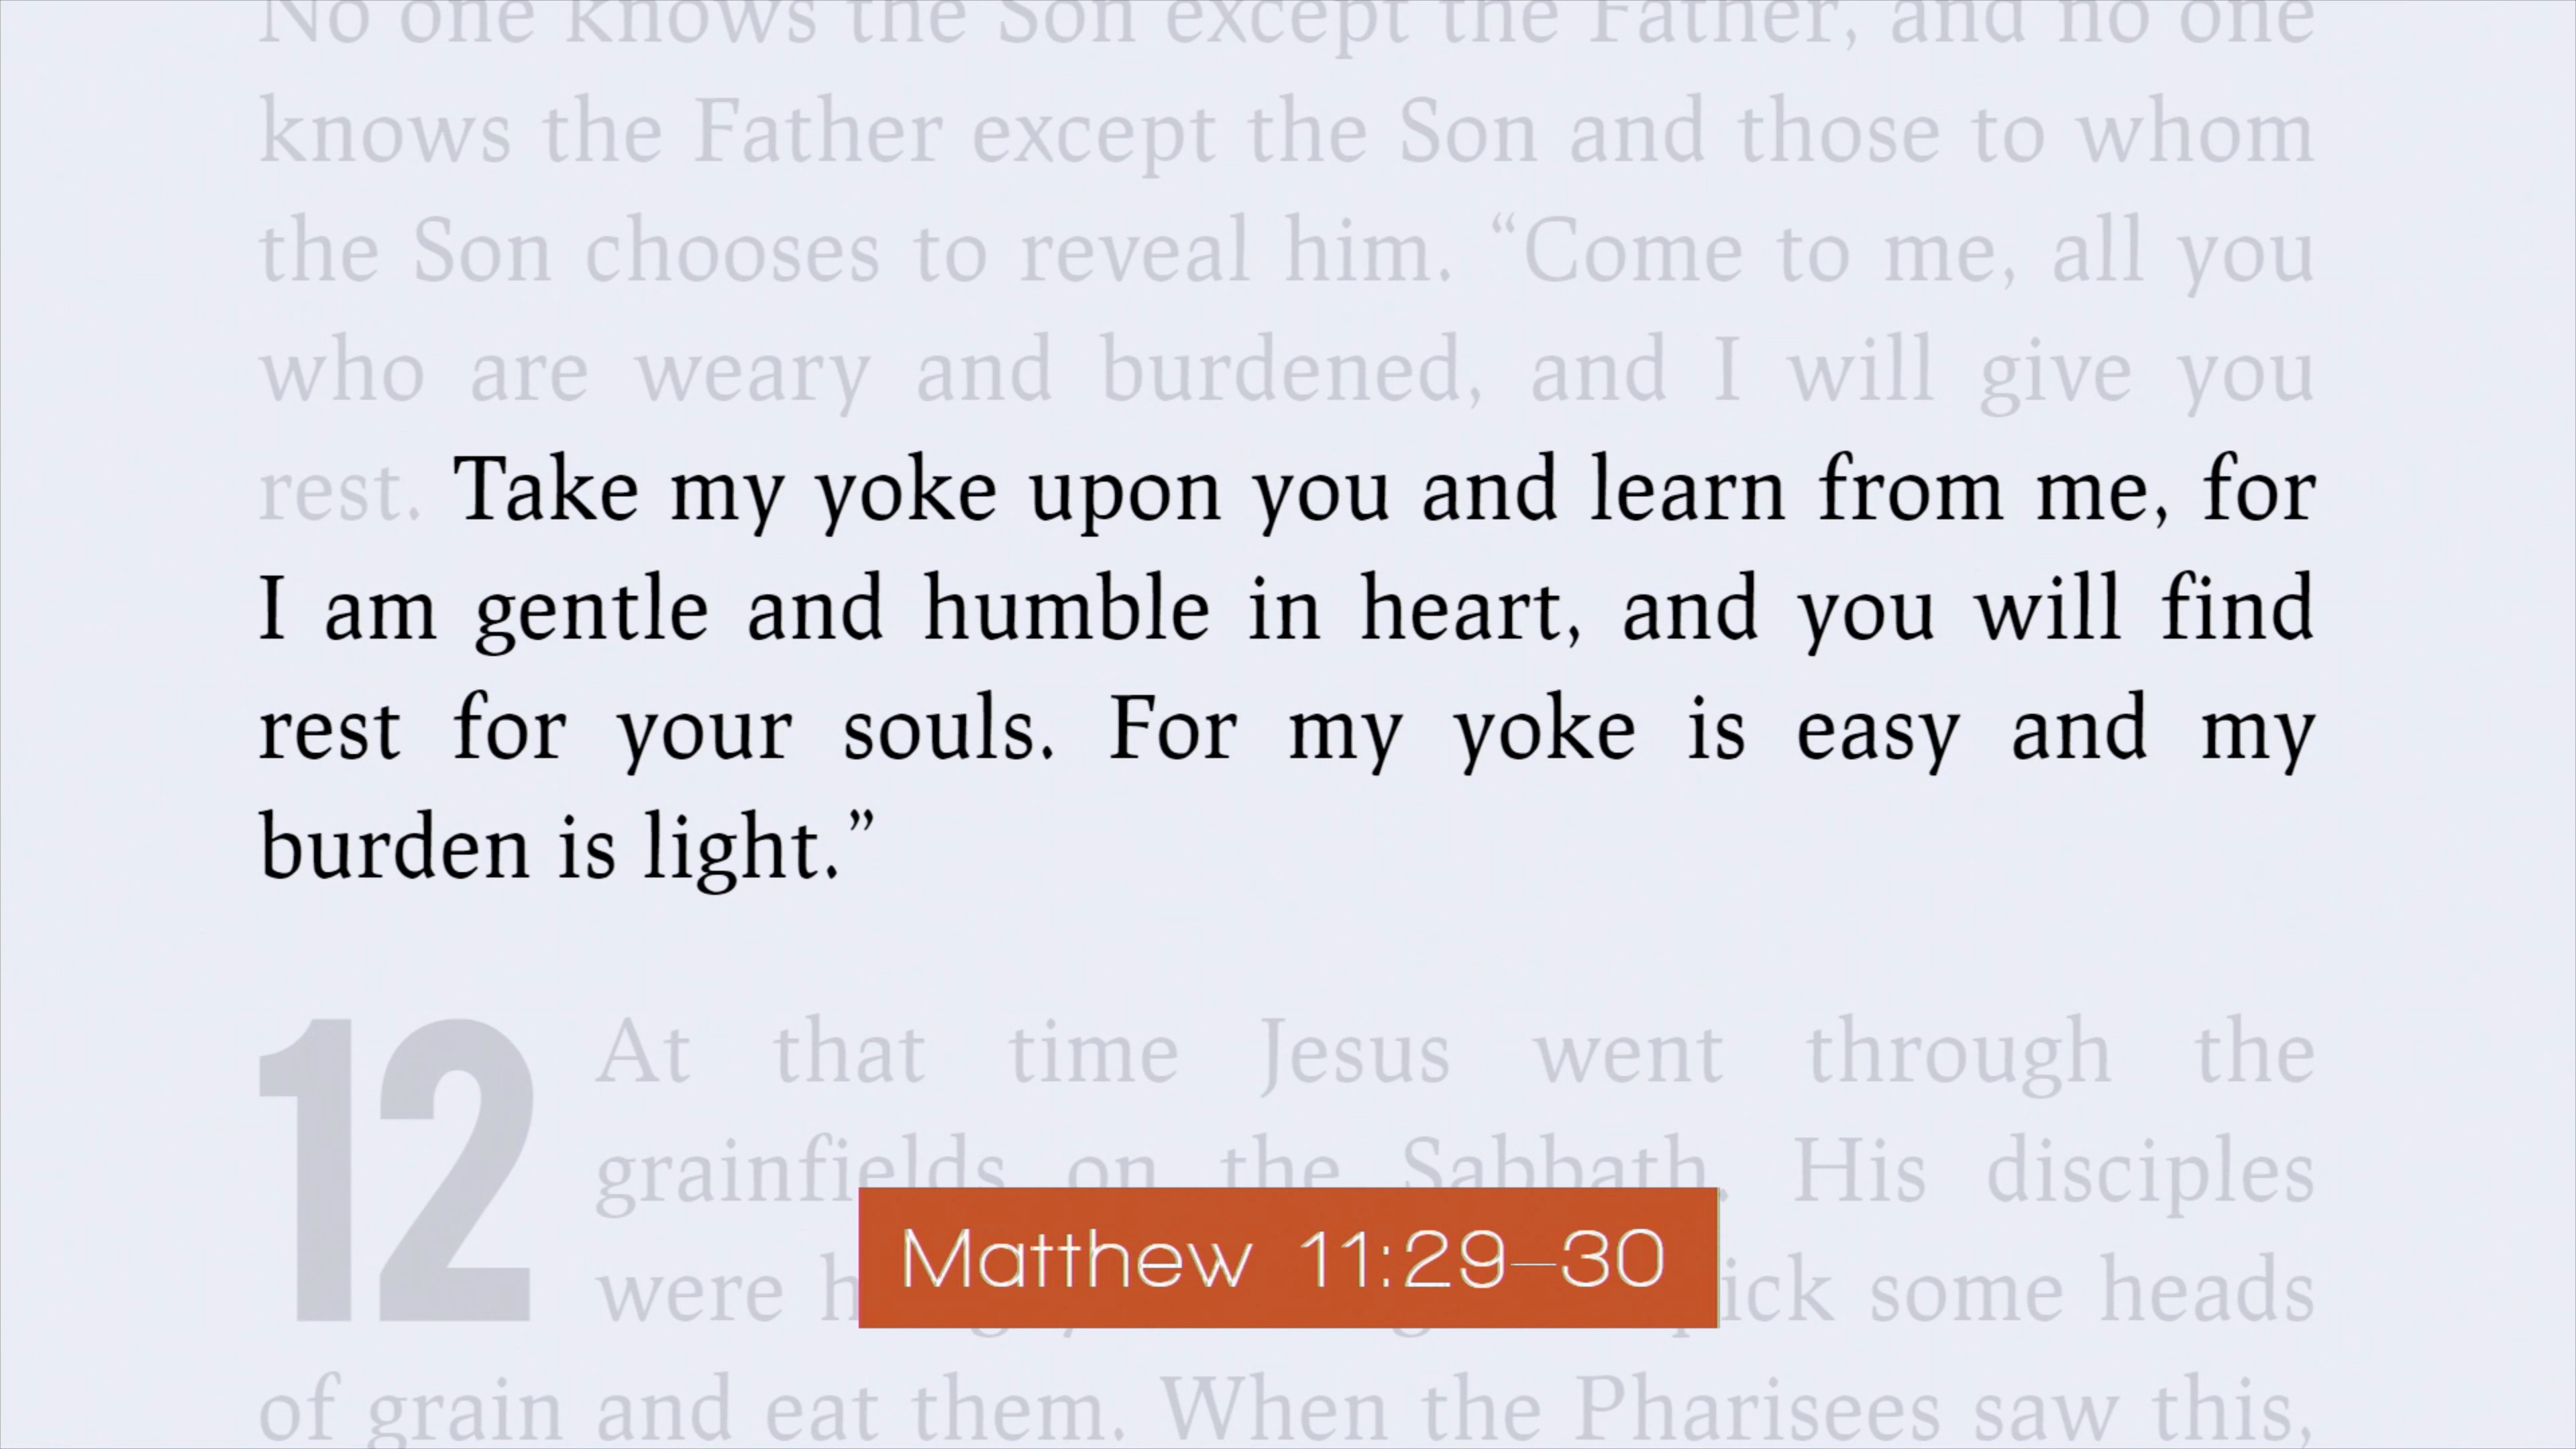 No one knows the Son except the Father, and no one
knows the Father except the Son and those to whom
the Son chooses to reveal him. “Come to me, all you
who are weary and burdened, and I will give you
rest. Take my yoke upon you and learn from me, for
I am gentle and humble in heart, and you will find
rest for your souls. For my yoke is easy and my
burden is light.”
12 At that time Jesus went through the
grainfields on the Sabbath. His disciples
were some heads
Matthew 11:29–30
of grain and eat them. When the Pharisees saw this,